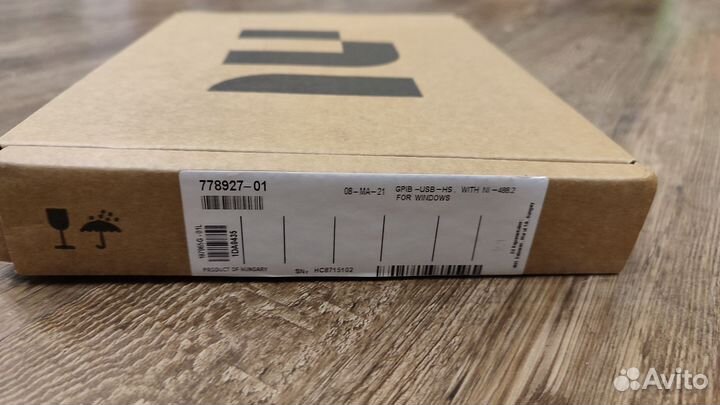 778927-01
08-MA-21 GPIB-USB-HS, WITH NI-488.2
FOR WINDOWS
1DA0435
PRODUCT OF HUNGARY
SN: HC8715102
Avito